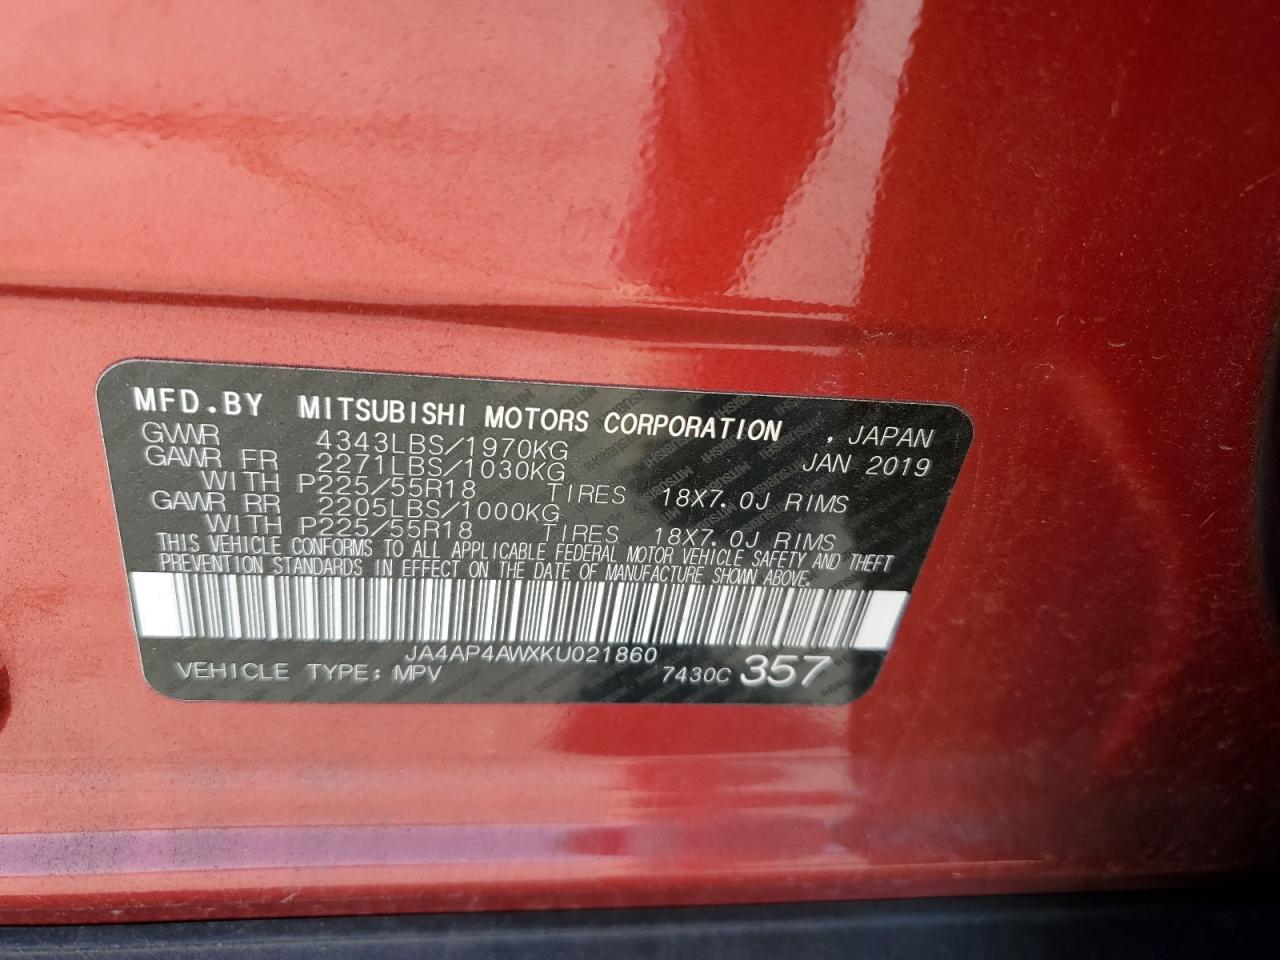 MFD.BY MITSUBISHI MOTORS CORPORATION , JAPAN
GVWR 4343LBS/1970KG JAN 2019
GAWR FR 2271LBS/1030KG
WITH P225/55R18 TIRES 18X7.0J RIMS
GAWR RR 2205LBS/1000KG
WITH P225/55R18 TIRES 18X7.0J RIMS
THIS VEHICLE CONFORMS TO ALL APPLICABLE FEDERAL MOTOR VEHICLE SAFETY AND THEFT
PREVENTION STANDARDS IN EFFECT ON THE DATE OF MANUFACTURE SHOWN ABOVE.
JA4AP4AWXKU021860
VEHICLE TYPE: MPV 7430C 357